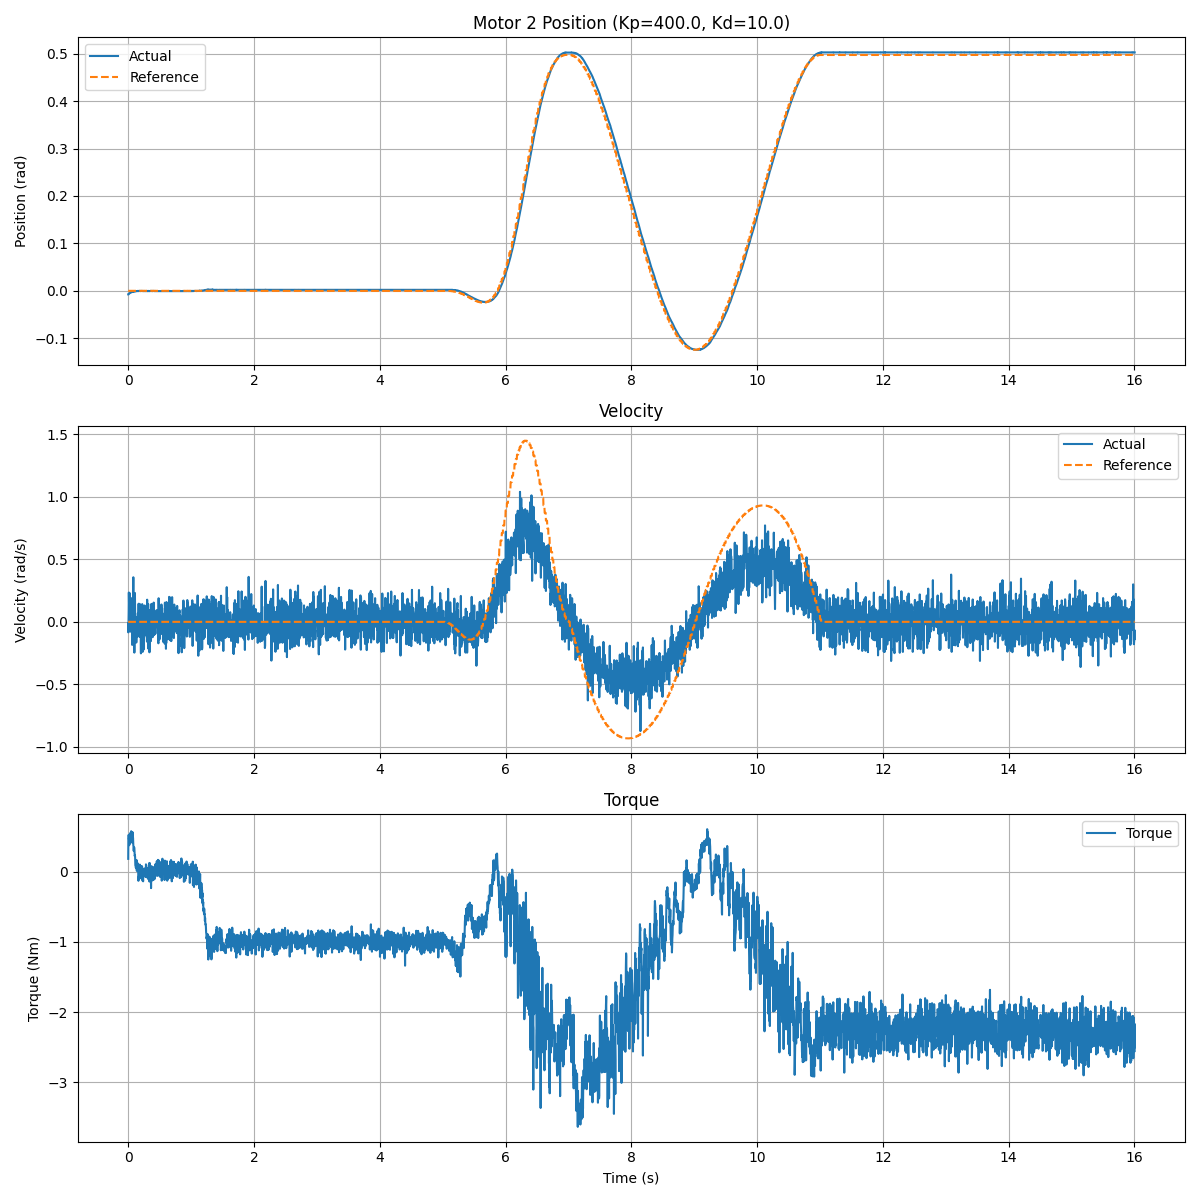 Motor 2 Position (Kp=400.0, Kd=10.0)
Actual
Reference
Position (rad)
0.5
0.4
0.3
0.2
0.1
0.0
−0.1
0 2 4 6 8 10 12 14 16
Velocity
Actual
Reference
Velocity (rad/s)
1.5
1.0
0.5
0.0
−0.5
−1.0
0 2 4 6 8 10 12 14 16
Torque
Torque
Torque (Nm)
0
−1
−2
−3
0 2 4 6 8 10 12 14 16
Time (s)